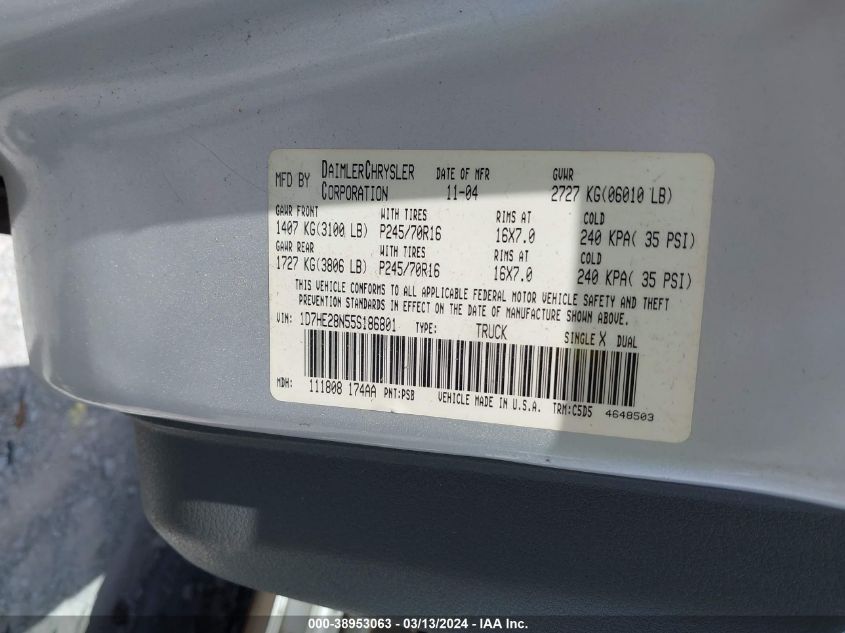 MFD BY DAIMLERCHRYSLER CORPORATION DATE OF MFR 11-04 GVWR 2727 KG(06010 LB)
GAWR FRONT WITH TIRES RIMS AT COLD
1407 KG(3100 LB) P245/70R16 16X7.0 240 KPA( 35 PSI)
GAWR REAR WITH TIRES RIMS AT COLD
1727 KG(3806 LB) P245/70R16 16X7.0 240 KPA( 35 PSI)
THIS VEHICLE CONFORMS TO ALL APPLICABLE FEDERAL MOTOR VEHICLE SAFETY AND THEFT
PREVENTION STANDARDS IN EFFECT ON THE DATE OF MANUFACTURE SHOWN ABOVE.
VIN: 1D7HE28N55S186801 TYPE: TRUCK SINGLE X DUAL
MDH: 111808 174AA PNT:PSB VEHICLE MADE IN U.S.A. TRM:C5D5 4648503
000-38953063 - 03/13/2024 - IAA Inc.